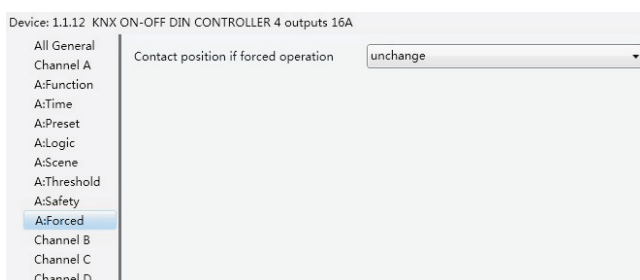 Device: 1.1.12 KNX ON-OFF DIN CONTROLLER 4 outputs 16A
All General
Channel A
A:Function
A:Time
A:Preset
A:Logic
A:Scene
A:Threshold
A:Safety
A:Forced
Channel B
Channel C
Channel D
Contact position if forced operation unchange